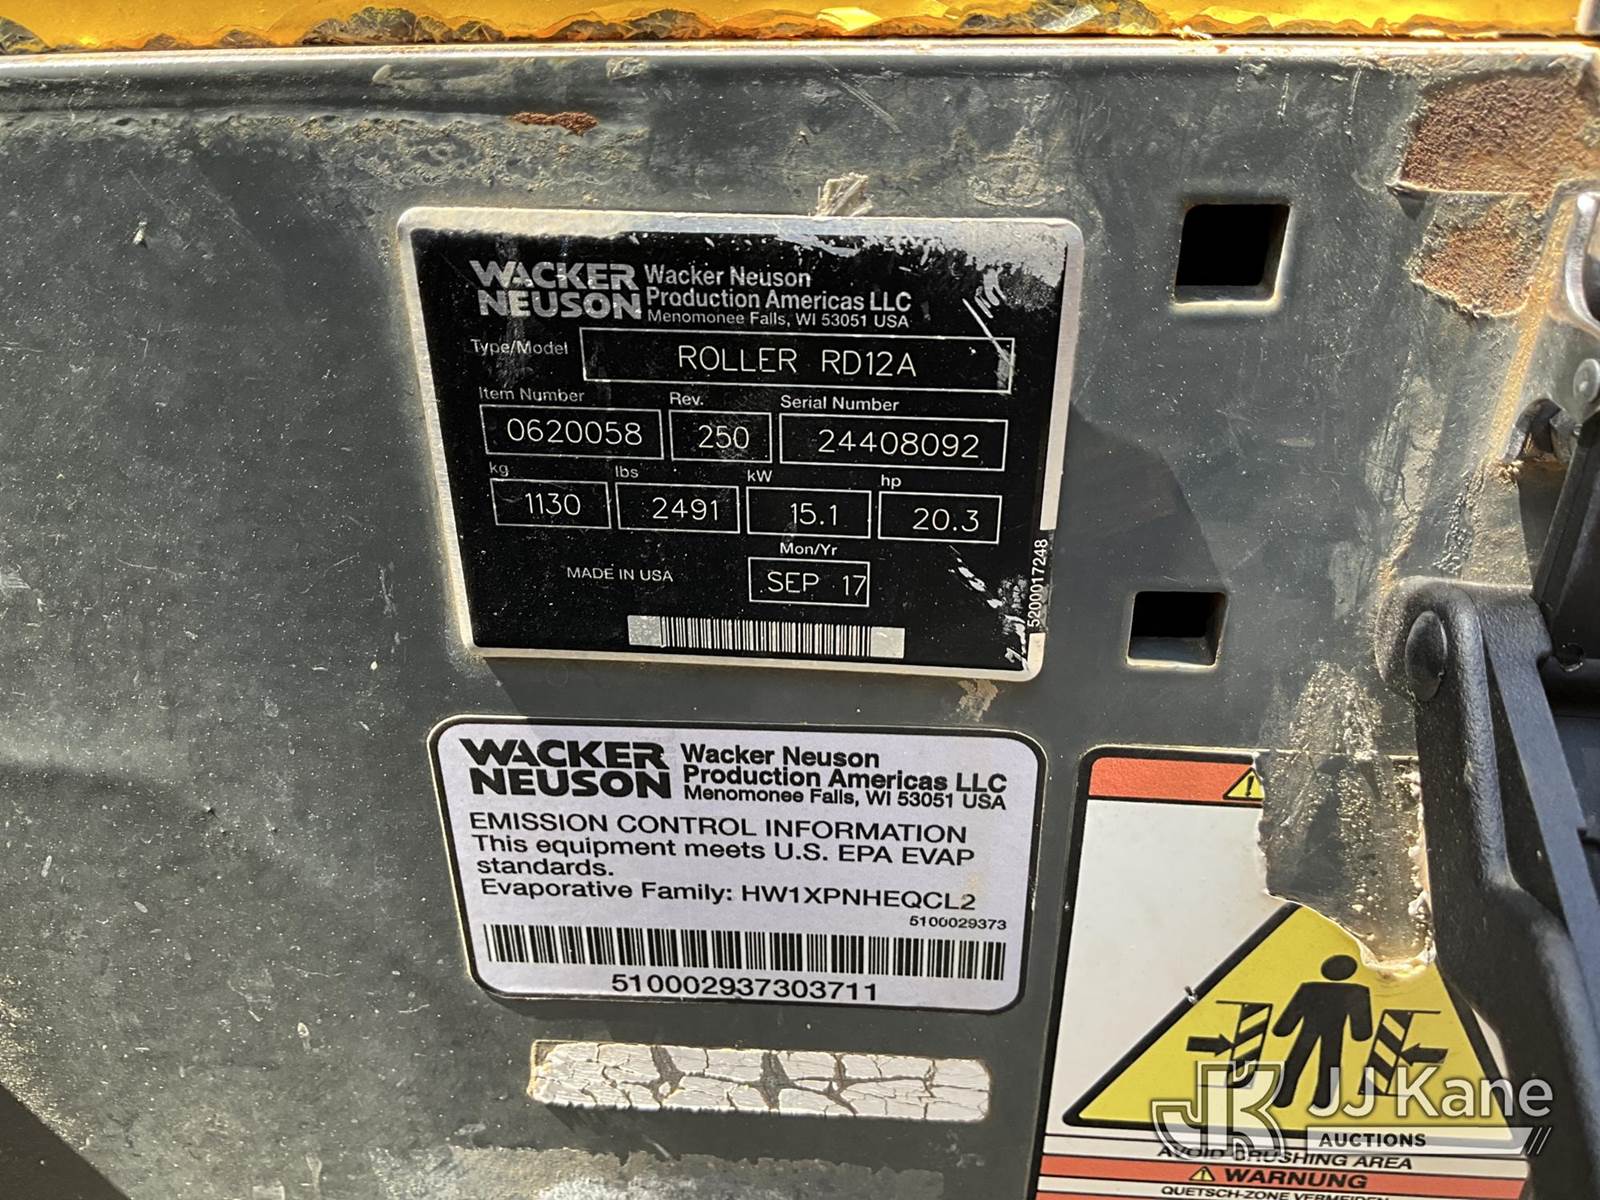 WACKER NEUSON
Wacker Neuson
Production Americas LLC
Menomonee Falls, WI 53051 USA
Type/Model ROLLER RD12A
Item Number Rev. Serial Number
0620058 250 24408092
kg lbs kW hp
1130 2491 15.1 20.3
Mon/Yr
MADE IN USA SEP 17
5200017248
WACKER NEUSON
Wacker Neuson
Production Americas LLC
Menomonee Falls, WI 53051 USA
EMISSION CONTROL INFORMATION
This equipment meets U.S. EPA EVAP
standards.
Evaporative Family: HW1XPNHEQCL2
5100029373
510002937303711
AVOID CRUSHING AREA
WARNUNG
QUETSCH-ZONE VERMEIDEN
JK JJ Kane
AUCTIONS